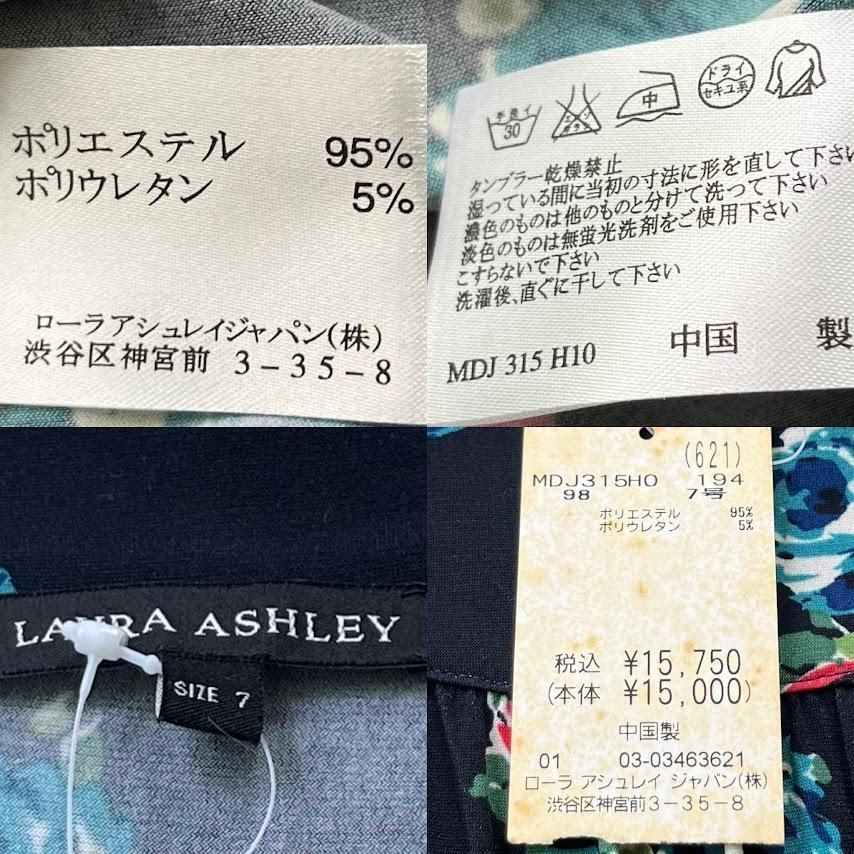 ポリエステル 95%
ポリウレタン 5%
ローラ アシュレイジャパン(株)
渋谷区神宮前 3-35-8
手洗イ
30
エンソ
サラシ
中
ドライ
セキユ系
タンブラー乾燥禁止
湿っている間に当初の寸法に形を直して下さい
濃色のものは他のものと分けて洗って下さい
淡色のものは無蛍光洗剤をご使用下さい
こすらないで下さい
洗濯後、直ぐに干して下さい
MDJ 315 H10 中国 製
LAURA ASHLEY
SIZE 7
(621)
MDJ315HO 194
98 7号
ポリエステル 95%
ポリウレタン 5%
税込 ¥15,750
(本体 ¥15,000)
中国製
01 03-03463621
ローラ アシュレイ ジャパン(株)
渋谷区神宮前3-35-8